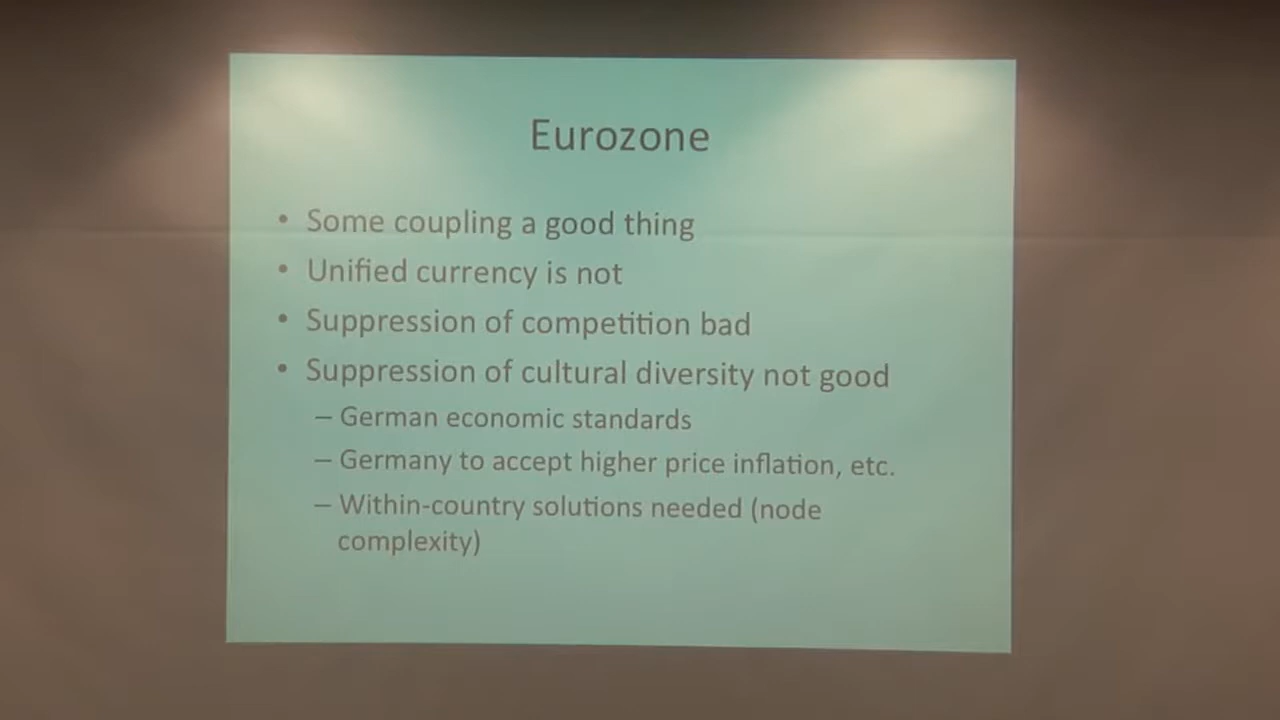 Eurozone
• Some coupling a good thing
• Unified currency is not
• Suppression of competition bad
• Suppression of cultural diversity not good
– German economic standards
– Germany to accept higher price inflation, etc.
– Within-country solutions needed (node
complexity)